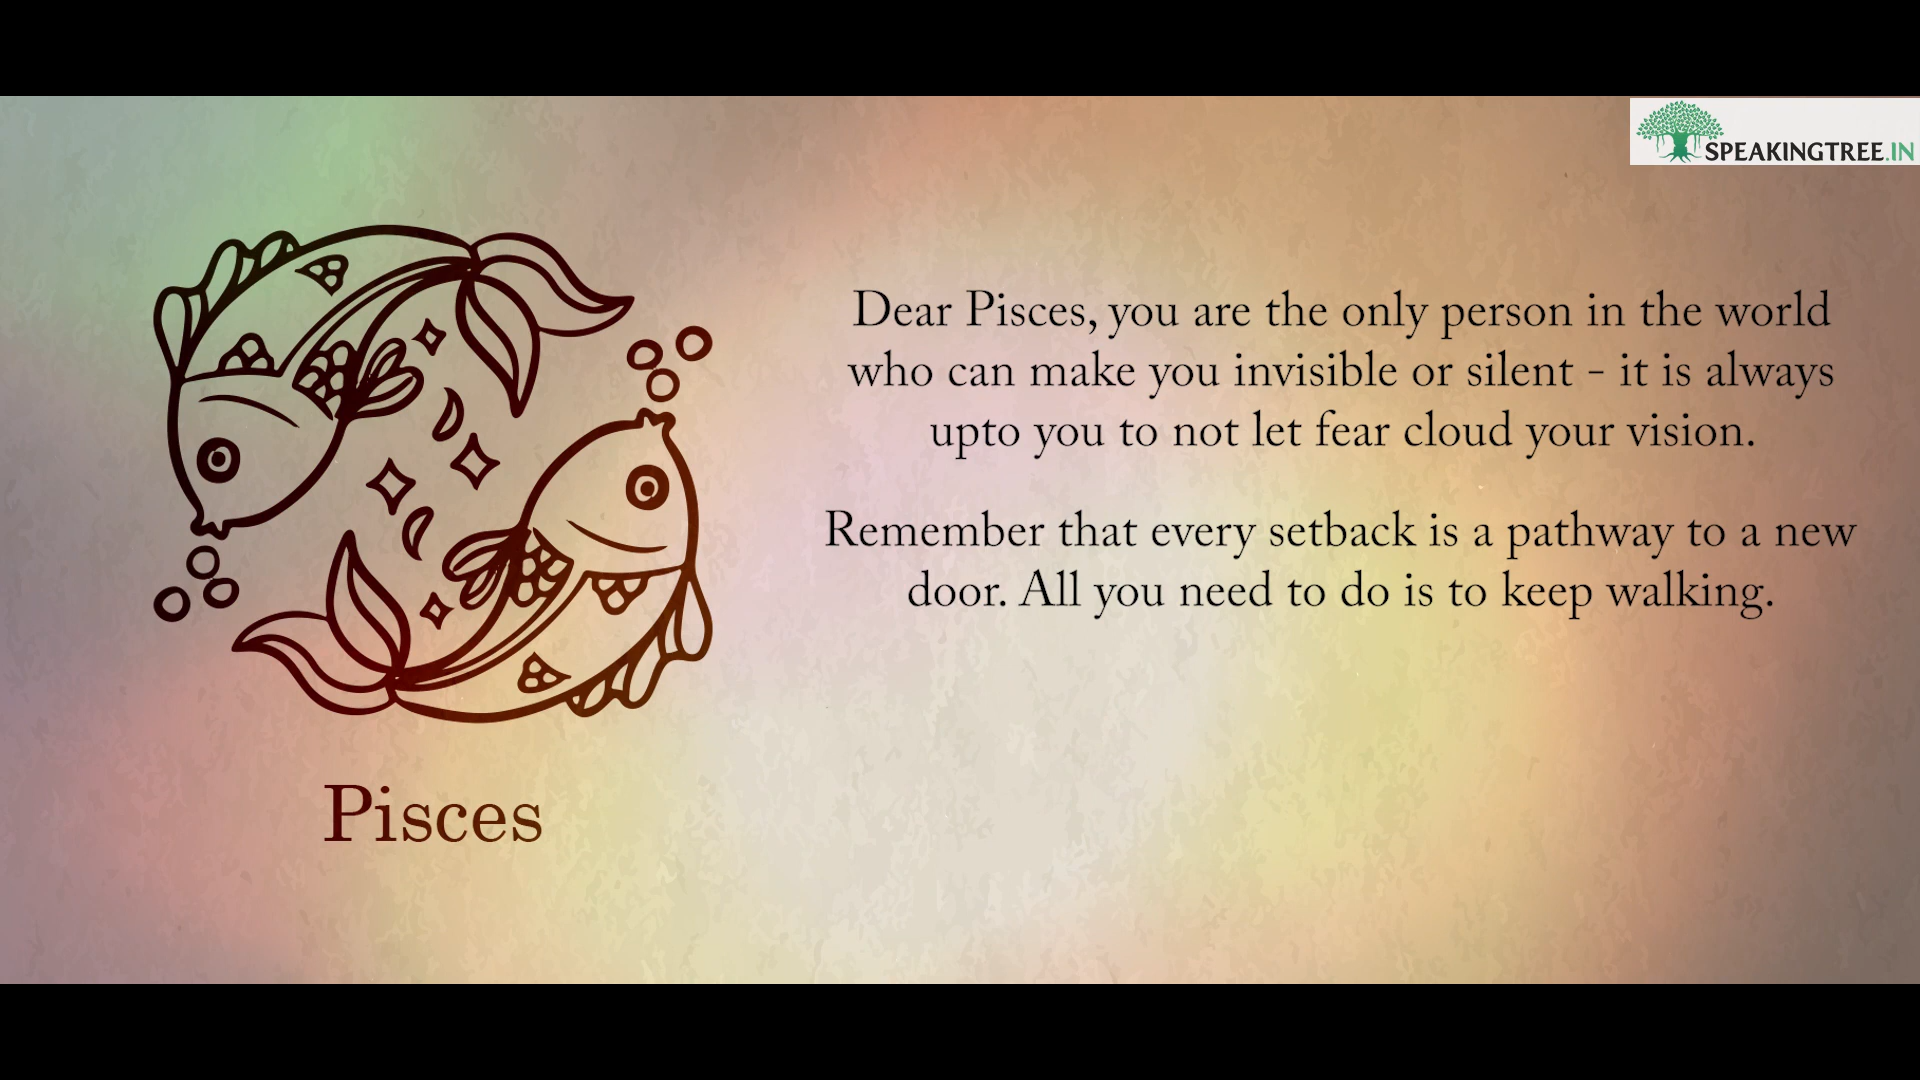 SPEAKINGTREE.IN
Dear Pisces, you are the only person in the world
who can make you invisible or silent - it is always
upto you to not let fear cloud your vision.
Remember that every setback is a pathway to a new
door. All you need to do is to keep walking.
Pisces